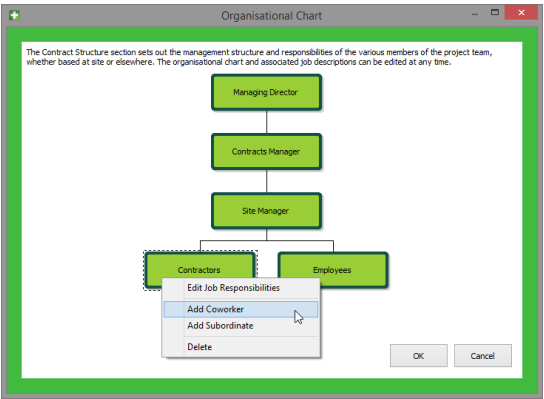 Organisational Chart
The Contract Structure section sets out the management structure and responsibilities of the various members of the project team,
whether based at site or elsewhere. The organisational chart and associated job descriptions can be edited at any time.
Managing Director
Contracts Manager
Site Manager
Contractors
Employees
Edit Job Responsibilities
Add Coworker
Add Subordinate
Delete
OK
Cancel